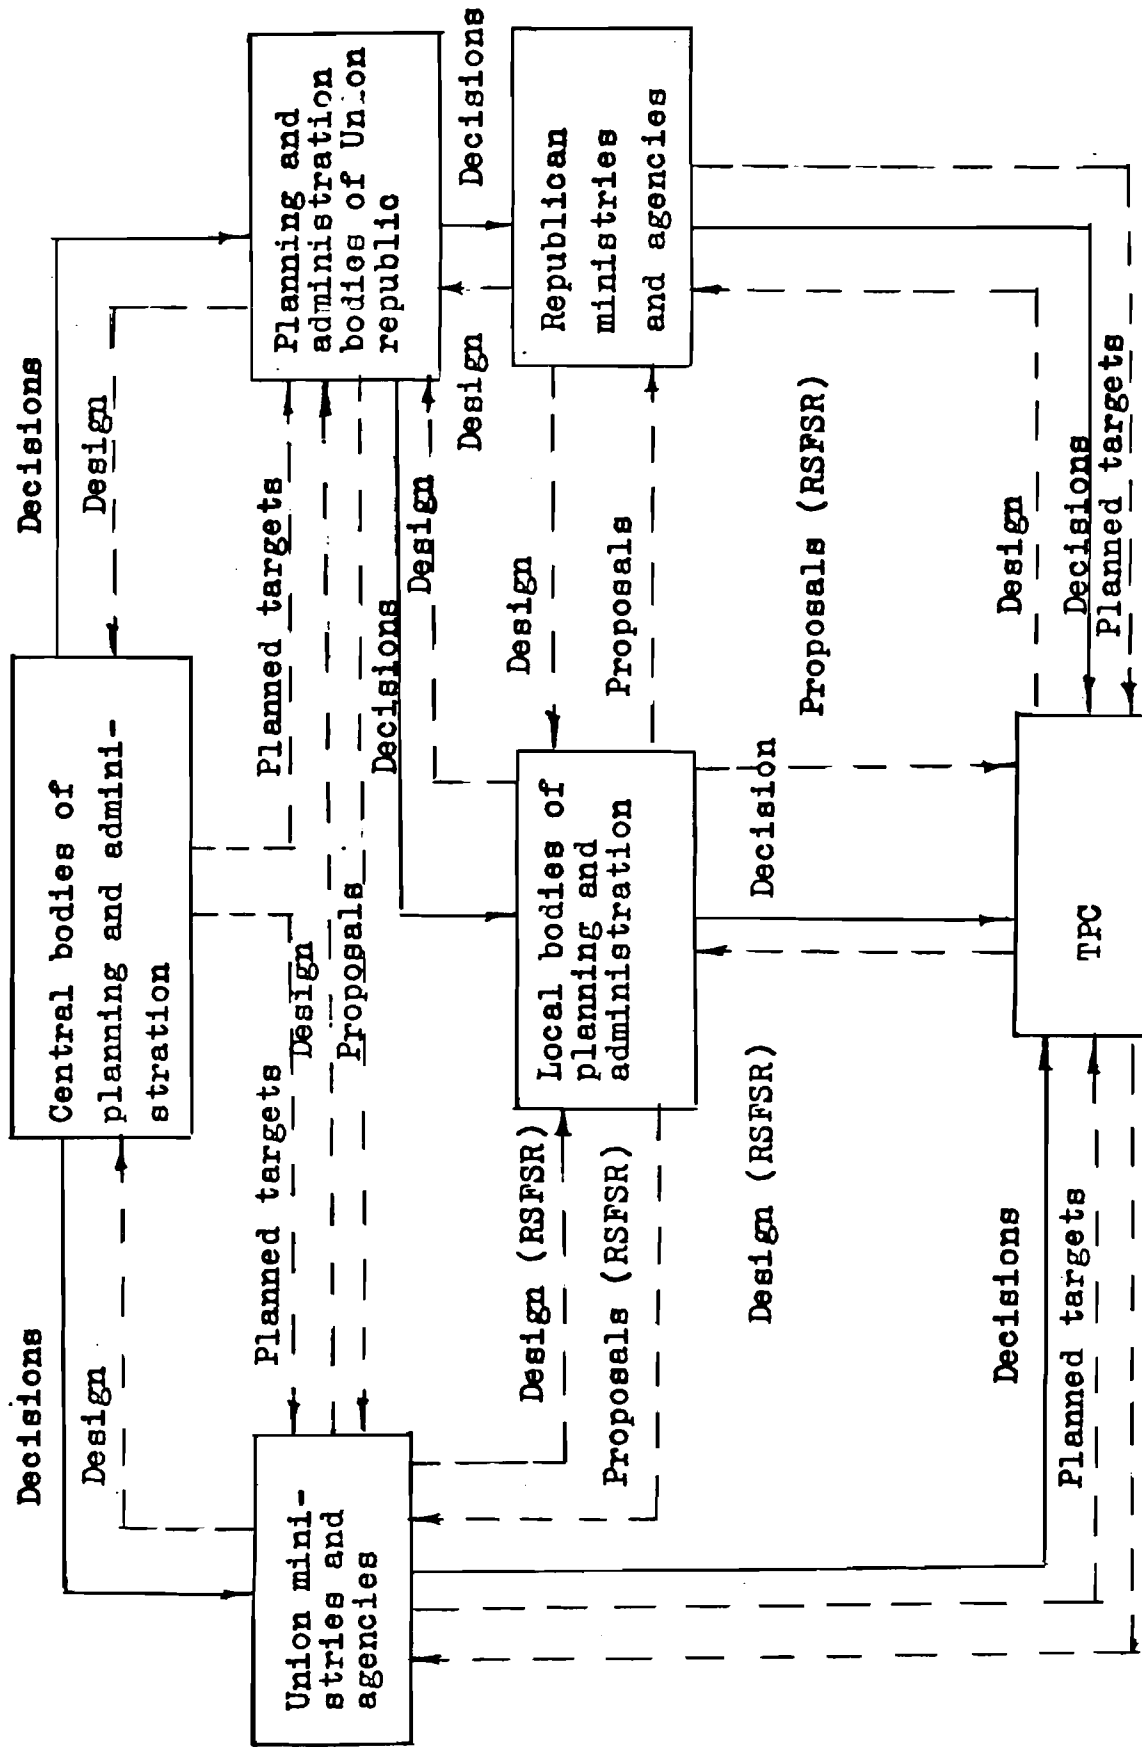 Decisions
Decisions
Design
Design
Central bodies of
planning and admini-
stration
Union mini-
stries and
agencies
Planning and
administration
bodies of Union
republic
Planned targets
Planned targets
Design
Proposals
Decisions
Design
Design
Decisions
Design (RSFSR)
Proposals (RSFSR)
Local bodies of
planning and
administration
Design
Proposals
Republican
ministries
and agencies
Design (RSFSR)
Decision
Proposals (RSFSR)
Decisions
Planned targets
TPC
Design
Decisions
Planned targets